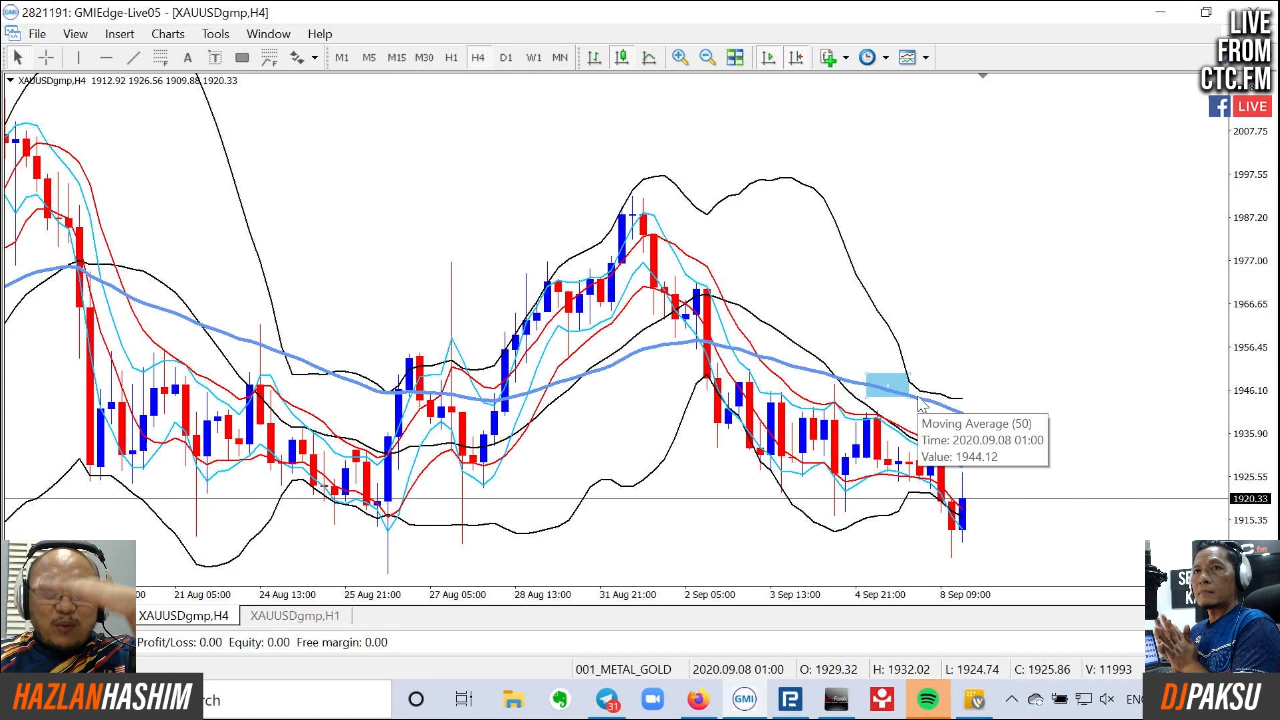 2821191: GMIEdge-Live05 - [XAUUSDgmp,H4]
LIVE
FROM
CTC.FM
LIVE
File View Insert Charts Tools Window Help
M1 M5 M15 M30 H1 H4 D1 W1 MN
XAUUSDgmp,H4 1912.92 1926.56 1909.88 1920.33
2007.75
1997.55
1987.20
1977.00
1966.65
1956.45
1946.10
1935.90
1925.55
1920.33
1915.35
Moving Average (50)
Time: 2020.09.08 01:00
Value: 1944.12
21 Aug 05:00 24 Aug 13:00 25 Aug 21:00 27 Aug 05:00 28 Aug 13:00 31 Aug 21:00 2 Sep 05:00 3 Sep 13:00 4 Sep 21:00 8 Sep 09:00
XAUUSDgmp,H4 XAUUSDgmp,H1
Profit/Loss: 0.00 Equity: 0.00 Free margin: 0.00
001_METAL_GOLD 2020.09.08 01:00 O: 1929.32 H: 1932.02 L: 1924.74 C: 1925.86 V: 11993
HAZLANHASHIM
rch
31
GMI
ENG
DJPAKSU